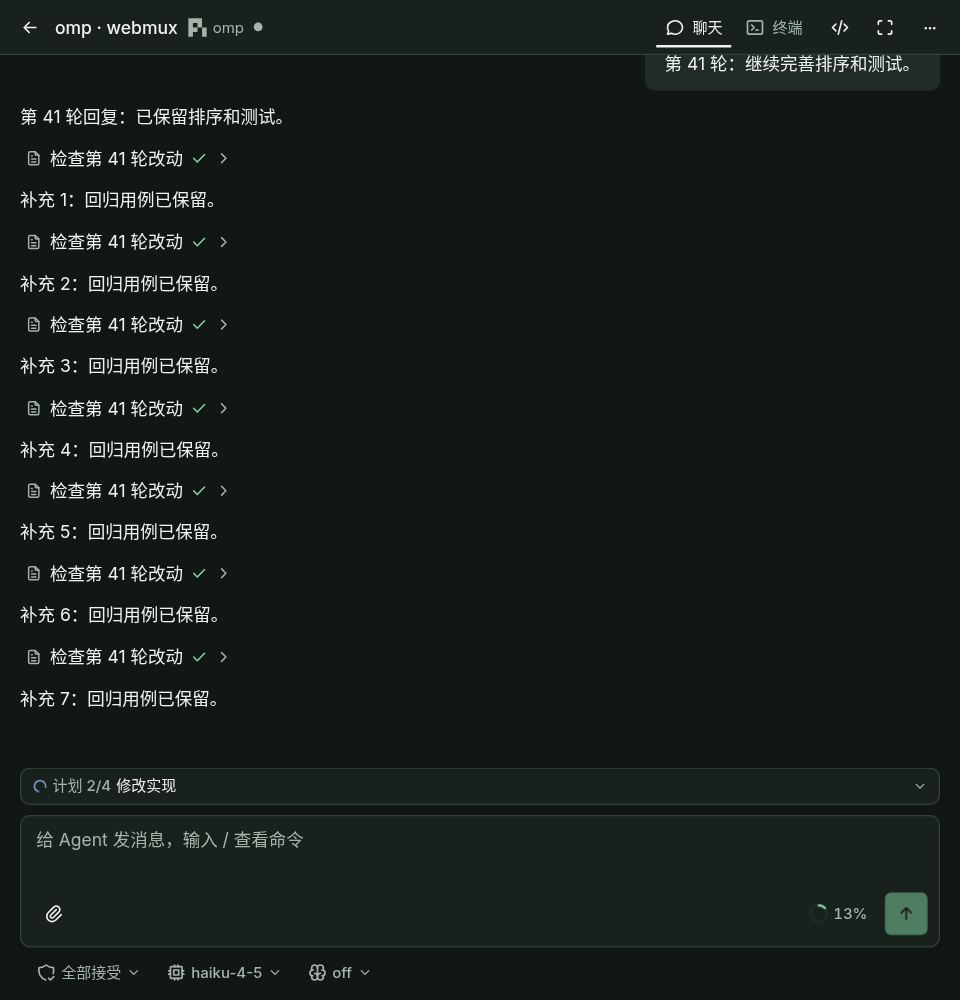 omp · webmux omp 聊天 终端
第 41 轮：继续完善排序和测试。
第 41 轮回复：已保留排序和测试。
检查第 41 轮改动
补充 1：回归用例已保留。
检查第 41 轮改动
补充 2：回归用例已保留。
检查第 41 轮改动
补充 3：回归用例已保留。
检查第 41 轮改动
补充 4：回归用例已保留。
检查第 41 轮改动
补充 5：回归用例已保留。
检查第 41 轮改动
补充 6：回归用例已保留。
检查第 41 轮改动
补充 7：回归用例已保留。
计划 2/4 修改实现
给 Agent 发消息，输入 / 查看命令
13%
全部接受 haiku-4-5 off